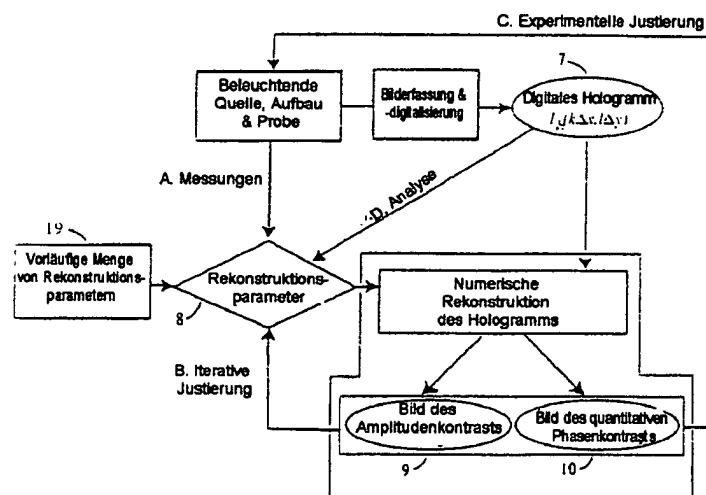 C. Experimentelle Justierung
7
Beleuchtende
Quelle, Aufbau
& Probe
Bilderfassung &
-digitalisierung
Digitales Hologramm
A. Messungen
D. Analyse
19
Vorläufige Menge
von Rekonstruktions-
parametern
Rekonstruktions-
parameter
8
Numerische
Rekonstruktion
des Hologramms
B. Iterative
Justierung
Bild des
Amplitudenkontrasts
Bild des quantitativen
Phasenkontrasts
9
10